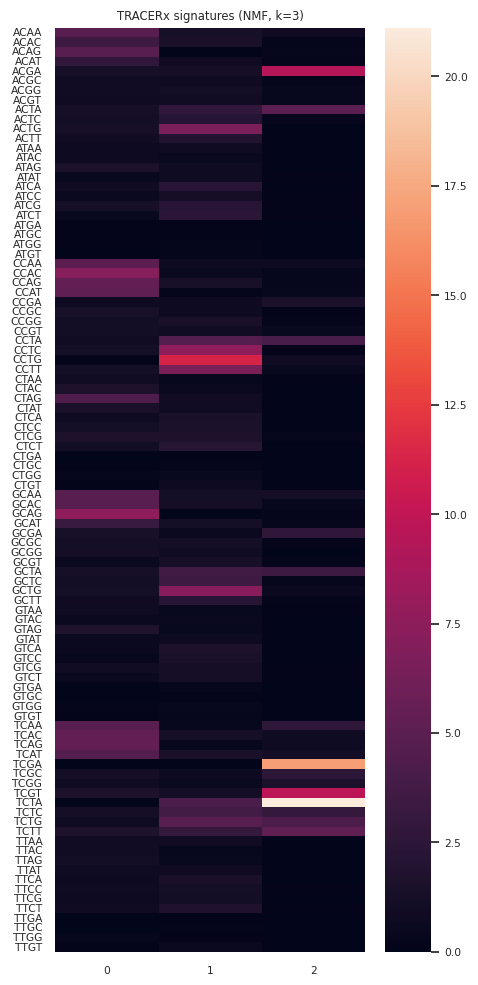 TRACERx signatures (NMF, k=3)
ACAA
ACAC
ACAG
ACAT
ACGA
ACGC
ACGG
ACGT
ACTA
ACTC
ACTG
ACTT
ATAA
ATAC
ATAG
ATAT
ATCA
ATCC
ATCG
ATCT
ATGA
ATGC
ATGG
ATGT
CCAA
CCAC
CCAG
CCAT
CCGA
CCGC
CCGG
CCGT
CCTA
CCTC
CCTG
CCTT
CTAA
CTAC
CTAG
CTAT
CTCA
CTCC
CTCG
CTCT
CTGA
CTGC
CTGG
CTGT
GCAA
GCAC
GCAG
GCAT
GCGA
GCGC
GCGG
GCGT
GCTA
GCTC
GCTG
GCTT
GTAA
GTAC
GTAG
GTAT
GTCA
GTCC
GTCG
GTCT
GTGA
GTGC
GTGG
GTGT
TCAA
TCAC
TCAG
TCAT
TCGA
TCGC
TCGG
TCGT
TCTA
TCTC
TCTG
TCTT
TTAA
TTAC
TTAG
TTAT
TTCA
TTCC
TTCG
TTCT
TTGA
TTGC
TTGG
TTGT
0 1 2
20.0
17.5
15.0
12.5
10.0
7.5
5.0
2.5
0.0